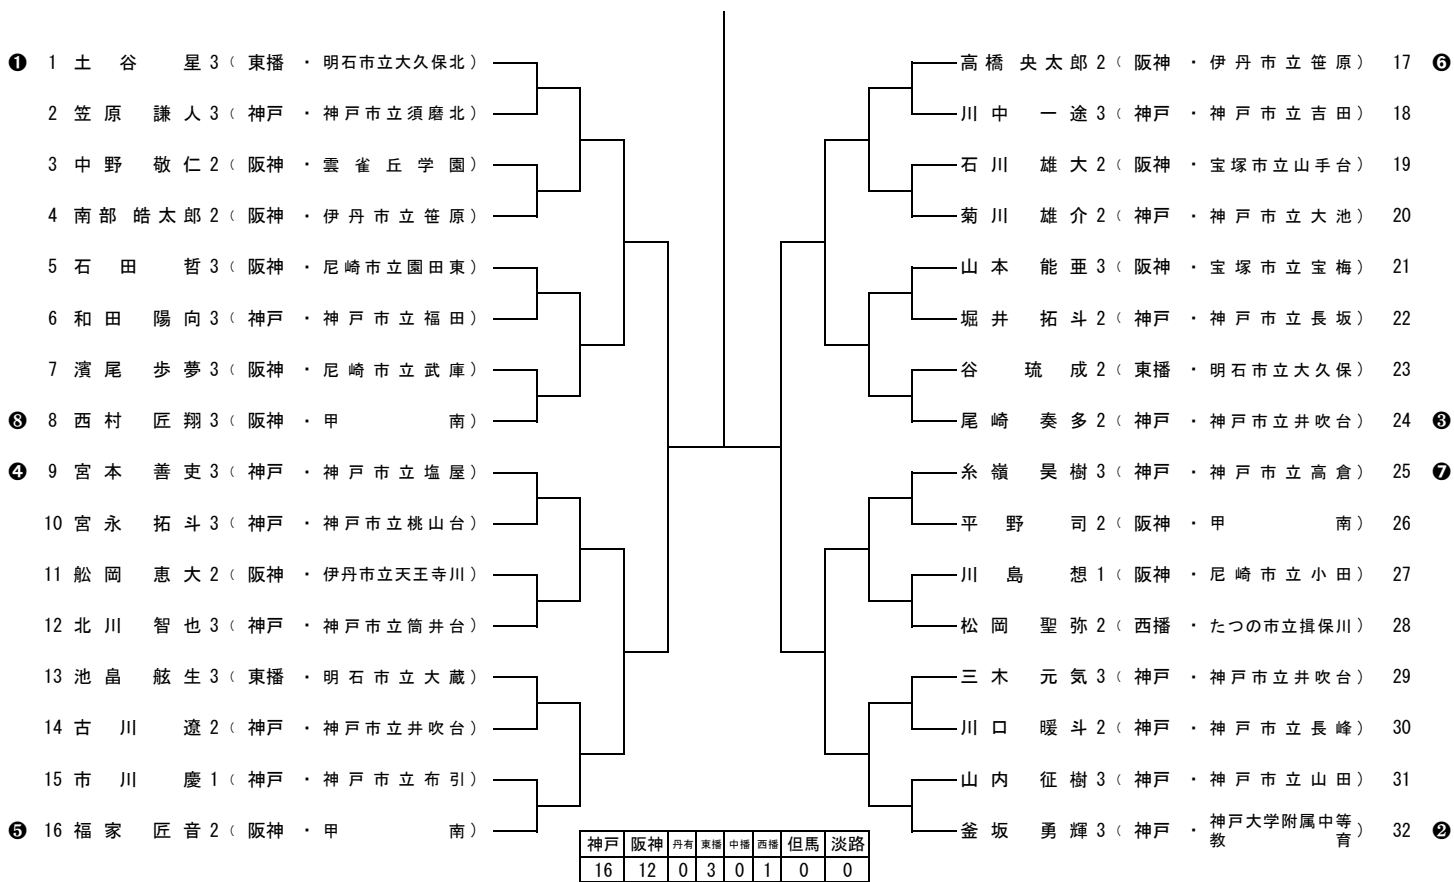 ❶ 1 土谷 星 3 ( 東播 ・ 明石市立大久保北 )
2 笠原 謙人 3 ( 神戸 ・ 神戸市立須磨北 )
3 中野 敬仁 2 ( 阪神 ・ 雲雀丘学園 )
4 南部 皓太郎 2 ( 阪神 ・ 伊丹市立笹原 )
5 石田 哲 3 ( 阪神 ・ 尼崎市立園田東 )
6 和田 陽向 3 ( 神戸 ・ 神戸市立福田 )
7 濱尾 歩夢 3 ( 阪神 ・ 尼崎市立武庫 )
❽ 8 西村 匠翔 3 ( 阪神 ・ 甲南 )
❹ 9 宮本 善吏 3 ( 神戸 ・ 神戸市立塩屋 )
10 宮永 拓斗 3 ( 神戸 ・ 神戸市立桃山台 )
11 舩岡 恵大 2 ( 阪神 ・ 伊丹市立天王寺川 )
12 北川 智也 3 ( 神戸 ・ 神戸市立筒井台 )
13 池畠 舷生 3 ( 東播 ・ 明石市立大蔵 )
14 古川 遼 2 ( 神戸 ・ 神戸市立井吹台 )
15 市川 慶 1 ( 神戸 ・ 神戸市立布引 )
❺ 16 福家 匠音 2 ( 阪神 ・ 甲南 )
高橋 央太郎 2 ( 阪神 ・ 伊丹市立笹原 ) 17 ❻
川中 一途 3 ( 神戸 ・ 神戸市立吉田 ) 18
石川 雄大 2 ( 阪神 ・ 宝塚市立山手台 ) 19
菊川 雄介 2 ( 神戸 ・ 神戸市立大池 ) 20
山本 能亜 3 ( 阪神 ・ 宝塚市立宝梅 ) 21
堀井 拓斗 2 ( 神戸 ・ 神戸市立長坂 ) 22
谷 琉成 2 ( 東播 ・ 明石市立大久保 ) 23
尾崎 奏多 2 ( 神戸 ・ 神戸市立井吹台 ) 24 ❸
糸嶺 昊樹 3 ( 神戸 ・ 神戸市立高倉 ) 25 ❼
平野 司 2 ( 阪神 ・ 甲南 ) 26
川島 想 1 ( 阪神 ・ 尼崎市立小田 ) 27
松岡 聖弥 2 ( 西播 ・ たつの市立揖保川 ) 28
三木 元気 3 ( 神戸 ・ 神戸市立井吹台 ) 29
川口 暖斗 2 ( 神戸 ・ 神戸市立長峰 ) 30
山内 征樹 3 ( 神戸 ・ 神戸市立山田 ) 31
釜坂 勇輝 3 ( 神戸 ・ 神戸大学附属中等教育 ) 32 ❷
神戸 阪神 丹有 東播 中播 西播 但馬 淡路
16 12 0 3 0 1 0 0